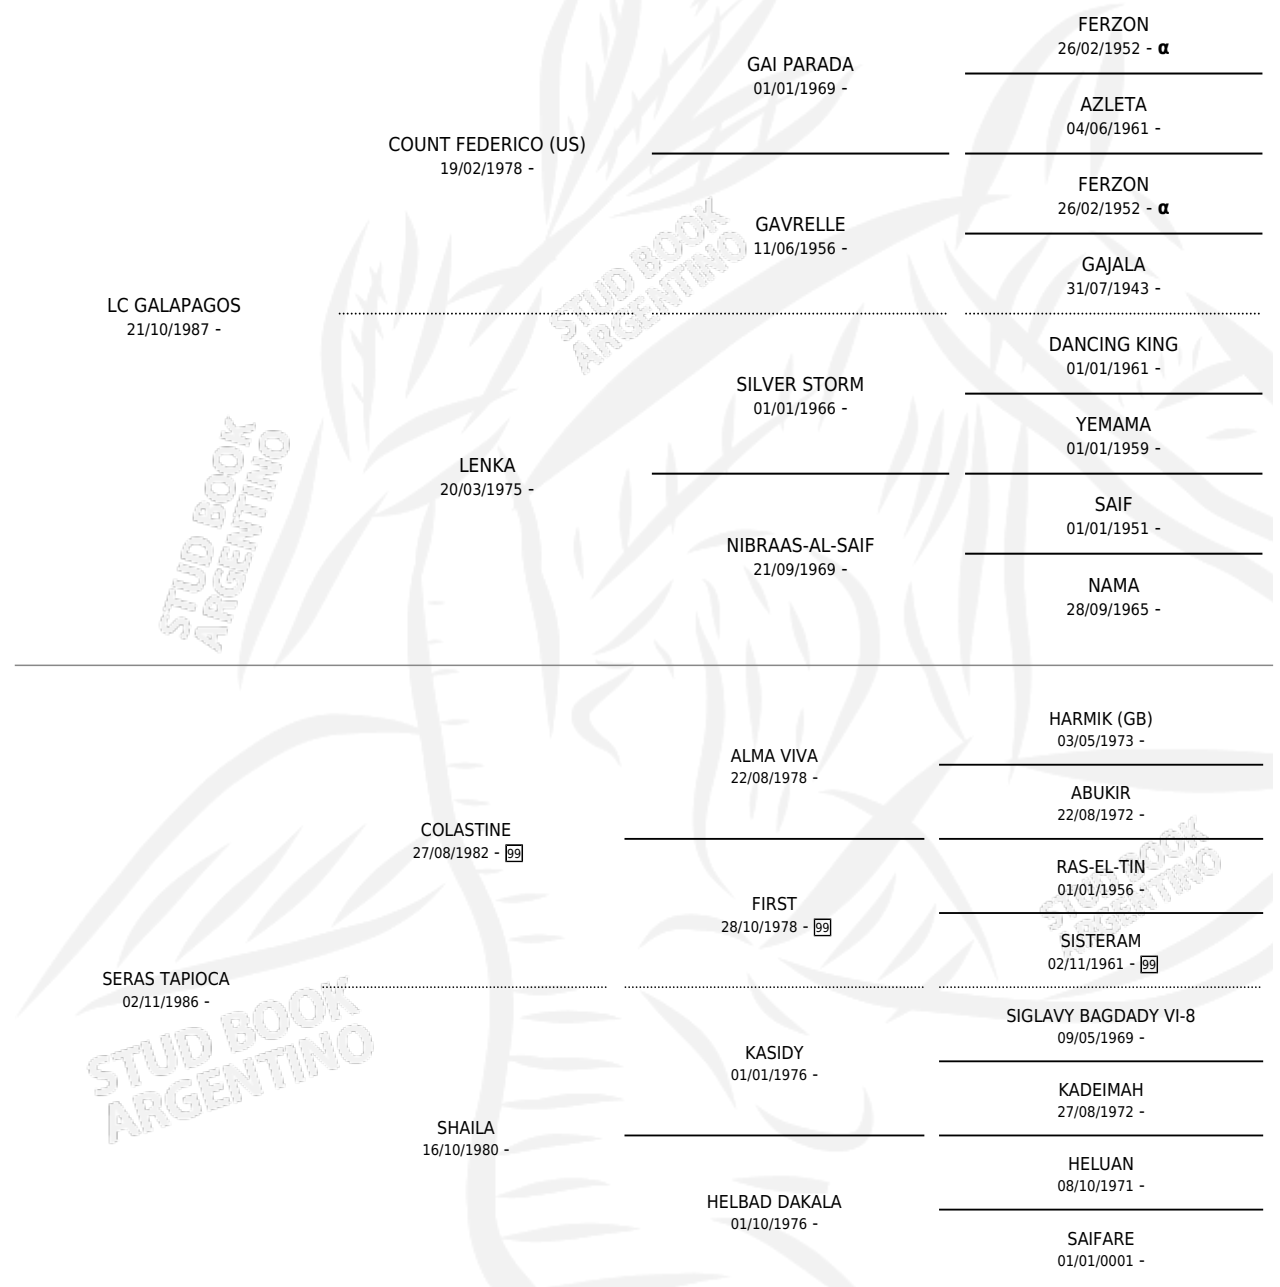 FERZON
26/02/1952 - α
GAI PARADA
01/01/1969 -
AZLETA
04/06/1961 -
COUNT FEDERICO (US)
19/02/1978 -
FERZON
26/02/1952 - α
GAVRELLE
11/06/1956 -
GAJALA
31/07/1943 -
LC GALAPAGOS
21/10/1987 -
DANCING KING
01/01/1961 -
SILVER STORM
01/01/1966 -
YEMAMA
01/01/1959 -
LENKA
20/03/1975 -
SAIF
01/01/1951 -
NIBRAAS-AL-SAIF
21/09/1969 -
NAMA
28/09/1965 -
STUD BOOK
ARGENTINO
STUD BOOK
ARGENTINO
HARMIK (GB)
03/05/1973 -
ALMA VIVA
22/08/1978 -
ABUKIR
22/08/1972 -
COLASTINE
27/08/1982 - 99
RAS-EL-TIN
01/01/1956 -
FIRST
28/10/1978 - 99
SISTERAM
02/11/1961 - 99
SERAS TAPIOCA
02/11/1986 -
SIGLAVY BAGDADY VI-8
09/05/1969 -
KASIDY
01/01/1976 -
KADEIMAH
27/08/1972 -
SHAILA
16/10/1980 -
HELUAN
08/10/1971 -
HELBAD DAKALA
01/10/1976 -
SAIFARE
01/01/0001 -
STUD BOOK
ARGENTINO
STUD BOOK
ARGENTINO